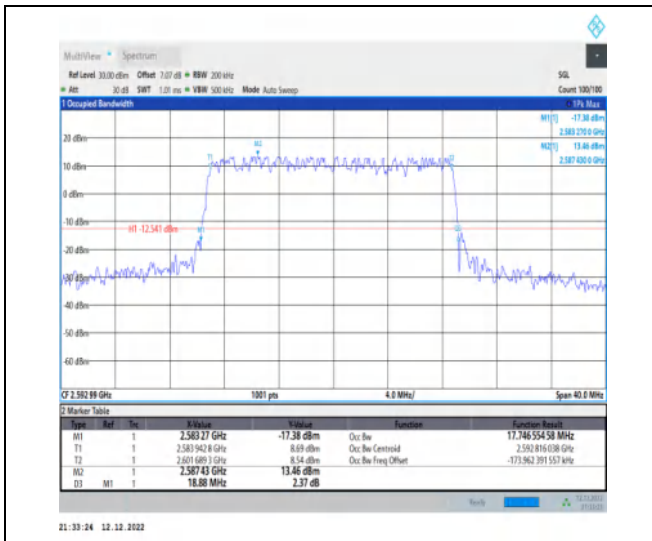 MultiView Spectrum
Ref Level 30.00 dBm Offset 7.07 dB RBW 200 kHz SGL
Att 30 dB SWT 1.01 ms VBW 500 kHz Mode Auto Sweep Count 100/100
1 Occupied Bandwidth 1Pk Max
M1[1] -17.38 dBm
2.583 270 0 GHz
M2[1] 13.46 dBm
2.587 430 0 GHz
20 dBm
M2
T1
10 dBm
0 dBm
-10 dBm
H1 -12.541 dBm
M1
-30 dBm
-40 dBm
-50 dBm
-60 dBm
CF 2.592 99 GHz 1001 pts 4.0 MHz/ Span 40.0 MHz
2 Marker Table
Type Ref Trc X-Value Y-Value Function Function Result
M1 1 2.583 27 GHz -17.38 dBm Occ Bw 17.746 554 58 MHz
T1 1 2.583 942 8 GHz 8.69 dBm Occ Bw Centroid 2.592 816 038 GHz
T2 1 2.601 689 3 GHz 8.54 dBm Occ Bw Freq Offset -173.962 391 557 kHz
M2 1 2.587 43 GHz 13.46 dBm
D3 M1 1 18.88 MHz 2.37 dB
Ready
12.12.2022
21:33:24 12.12.2022